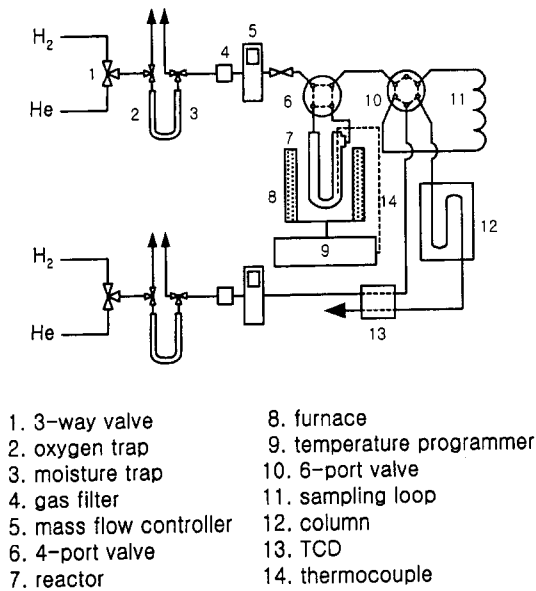 H2
He
1
2
3
4
5
6
7
8
9
10
11
12
13
14
H2
He
1. 3-way valve
2. oxygen trap
3. moisture trap
4. gas filter
5. mass flow controller
6. 4-port valve
7. reactor
8. furnace
9. temperature programmer
10. 6-port valve
11. sampling loop
12. column
13. TCD
14. thermocouple